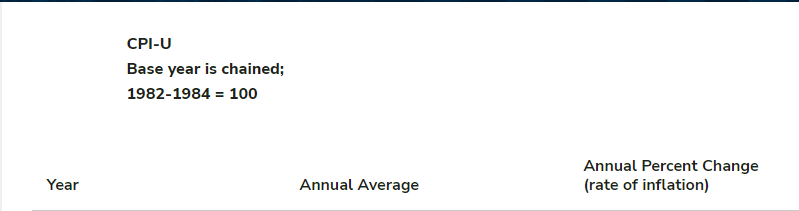 CPI-U
Base year is chained;
1982-1984 = 100
Year
Annual Average
Annual Percent Change
(rate of inflation)